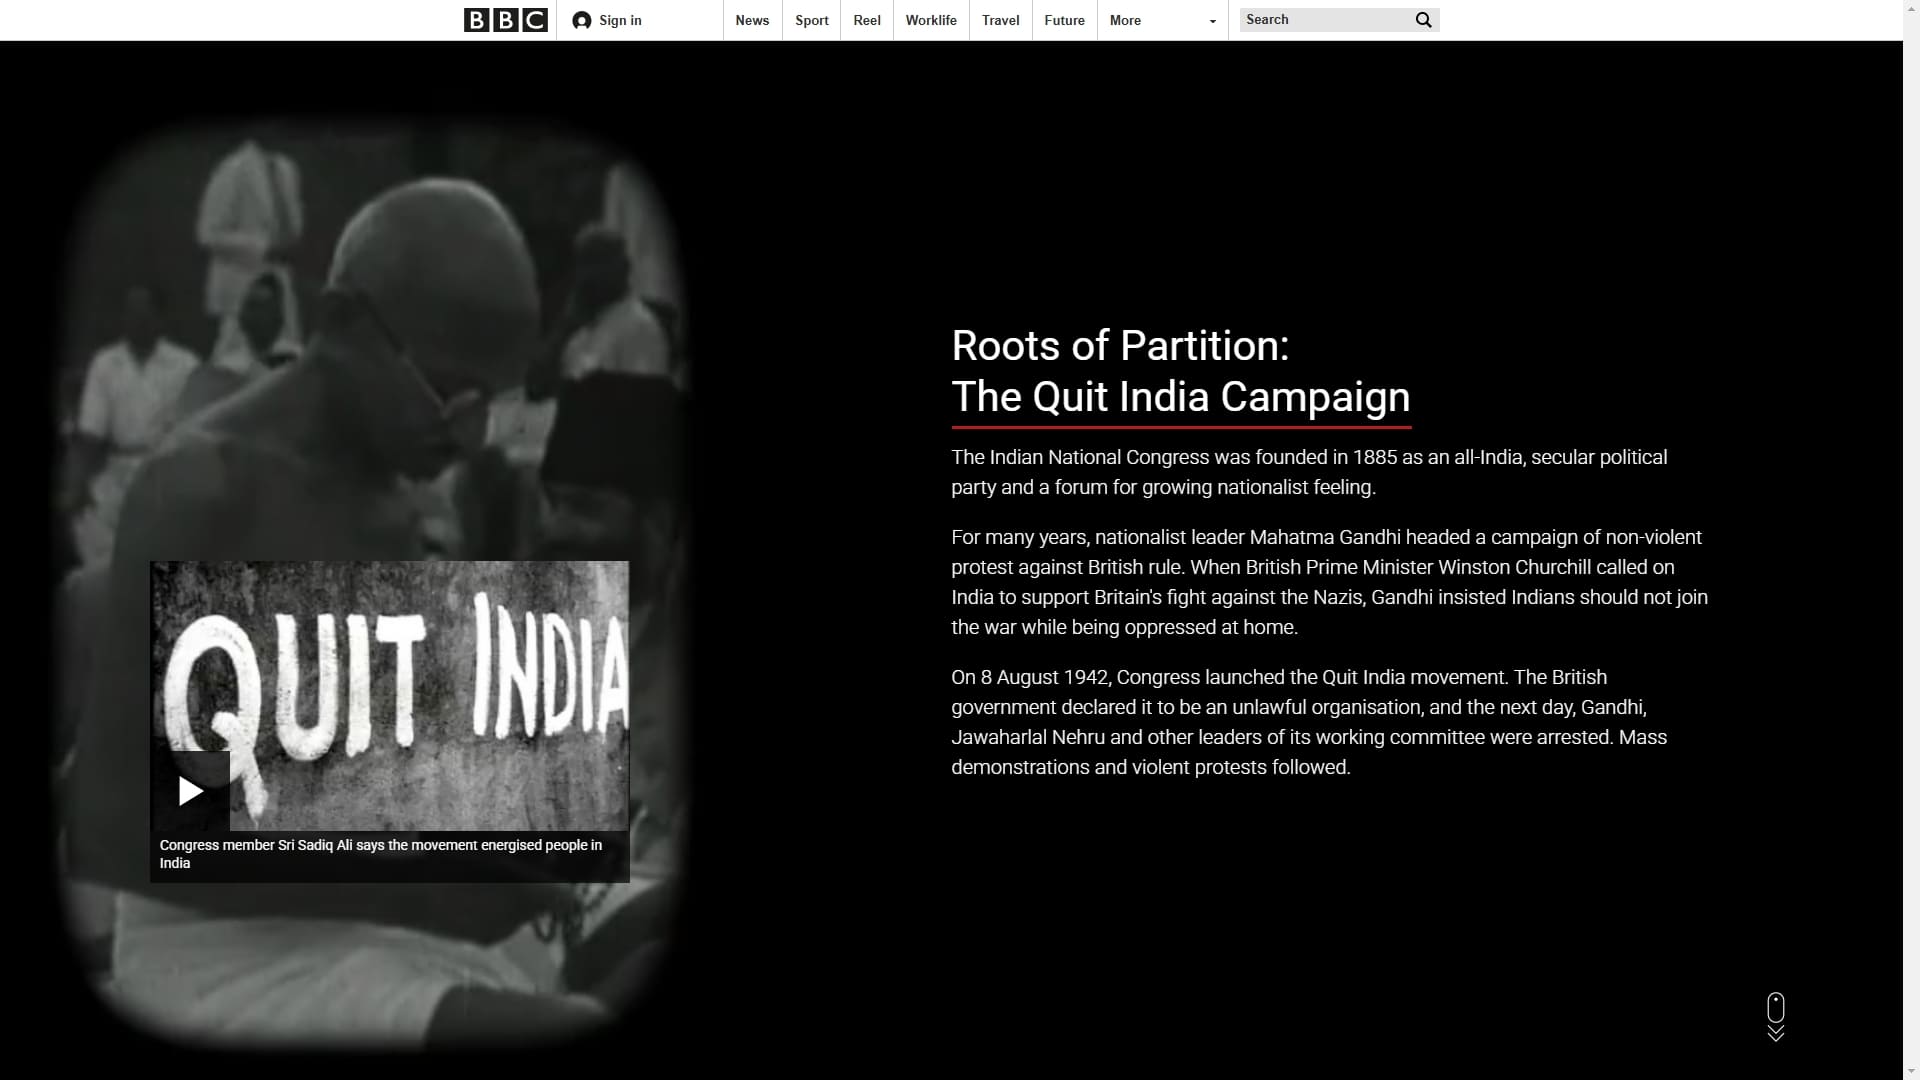 BBC
Sign in
News
Sport
Reel
Worklife
Travel
Future
More
Search
Roots of Partition:
The Quit India Campaign
The Indian National Congress was founded in 1885 as an all-India, secular political
party and a forum for growing nationalist feeling.
For many years, nationalist leader Mahatma Gandhi headed a campaign of non-violent
protest against British rule. When British Prime Minister Winston Churchill called on
India to support Britain's fight against the Nazis, Gandhi insisted Indians should not join
the war while being oppressed at home.
On 8 August 1942, Congress launched the Quit India movement. The British
government declared it to be an unlawful organisation, and the next day, Gandhi,
Jawaharlal Nehru and other leaders of its working committee were arrested. Mass
demonstrations and violent protests followed.
QUIT INDIA
Congress member Sri Sadiq Ali says the movement energised people in
India